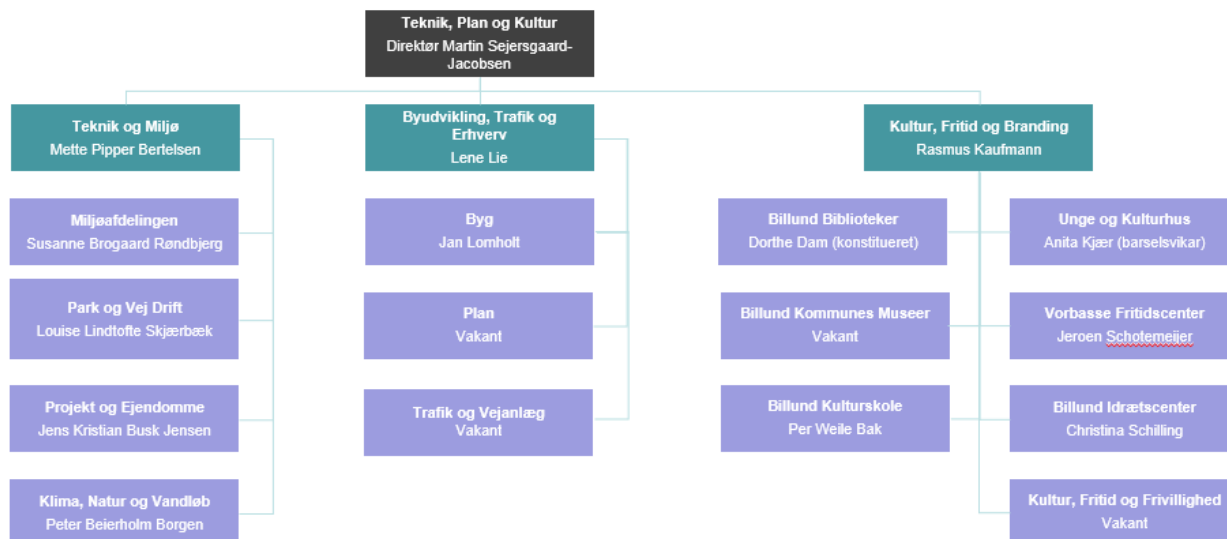 Teknik, Plan og Kultur
Direktør Martin Sejersgaard-
Jacobsen
Teknik og Miljø
Mette Pipper Bertelsen
Miljøafdelingen
Susanne Brogaard Røndbjerg
Park og Vej Drift
Louise Lindtofte Skjærbæk
Projekt og Ejendomme
Jens Kristian Busk Jensen
Klima, Natur og Vandløb
Peter Beierholm Borgen
Byudvikling, Trafik og
Erhverv
Lene Lie
Byg
Jan Lomholt
Plan
Vakant
Trafik og Vejanlæg
Vakant
Kultur, Fritid og Branding
Rasmus Kaufmann
Billund Biblioteker
Dorthe Dam (konstitueret)
Billund Kommunes Museer
Vakant
Billund Kulturskole
Per Weile Bak
Unge og Kulturhus
Anita Kjær (barselsvikar)
Vorbasse Fritidscenter
Jeroen Schotemeijer
Billund Idrætscenter
Christina Schilling
Kultur, Fritid og Frivillighed
Vakant